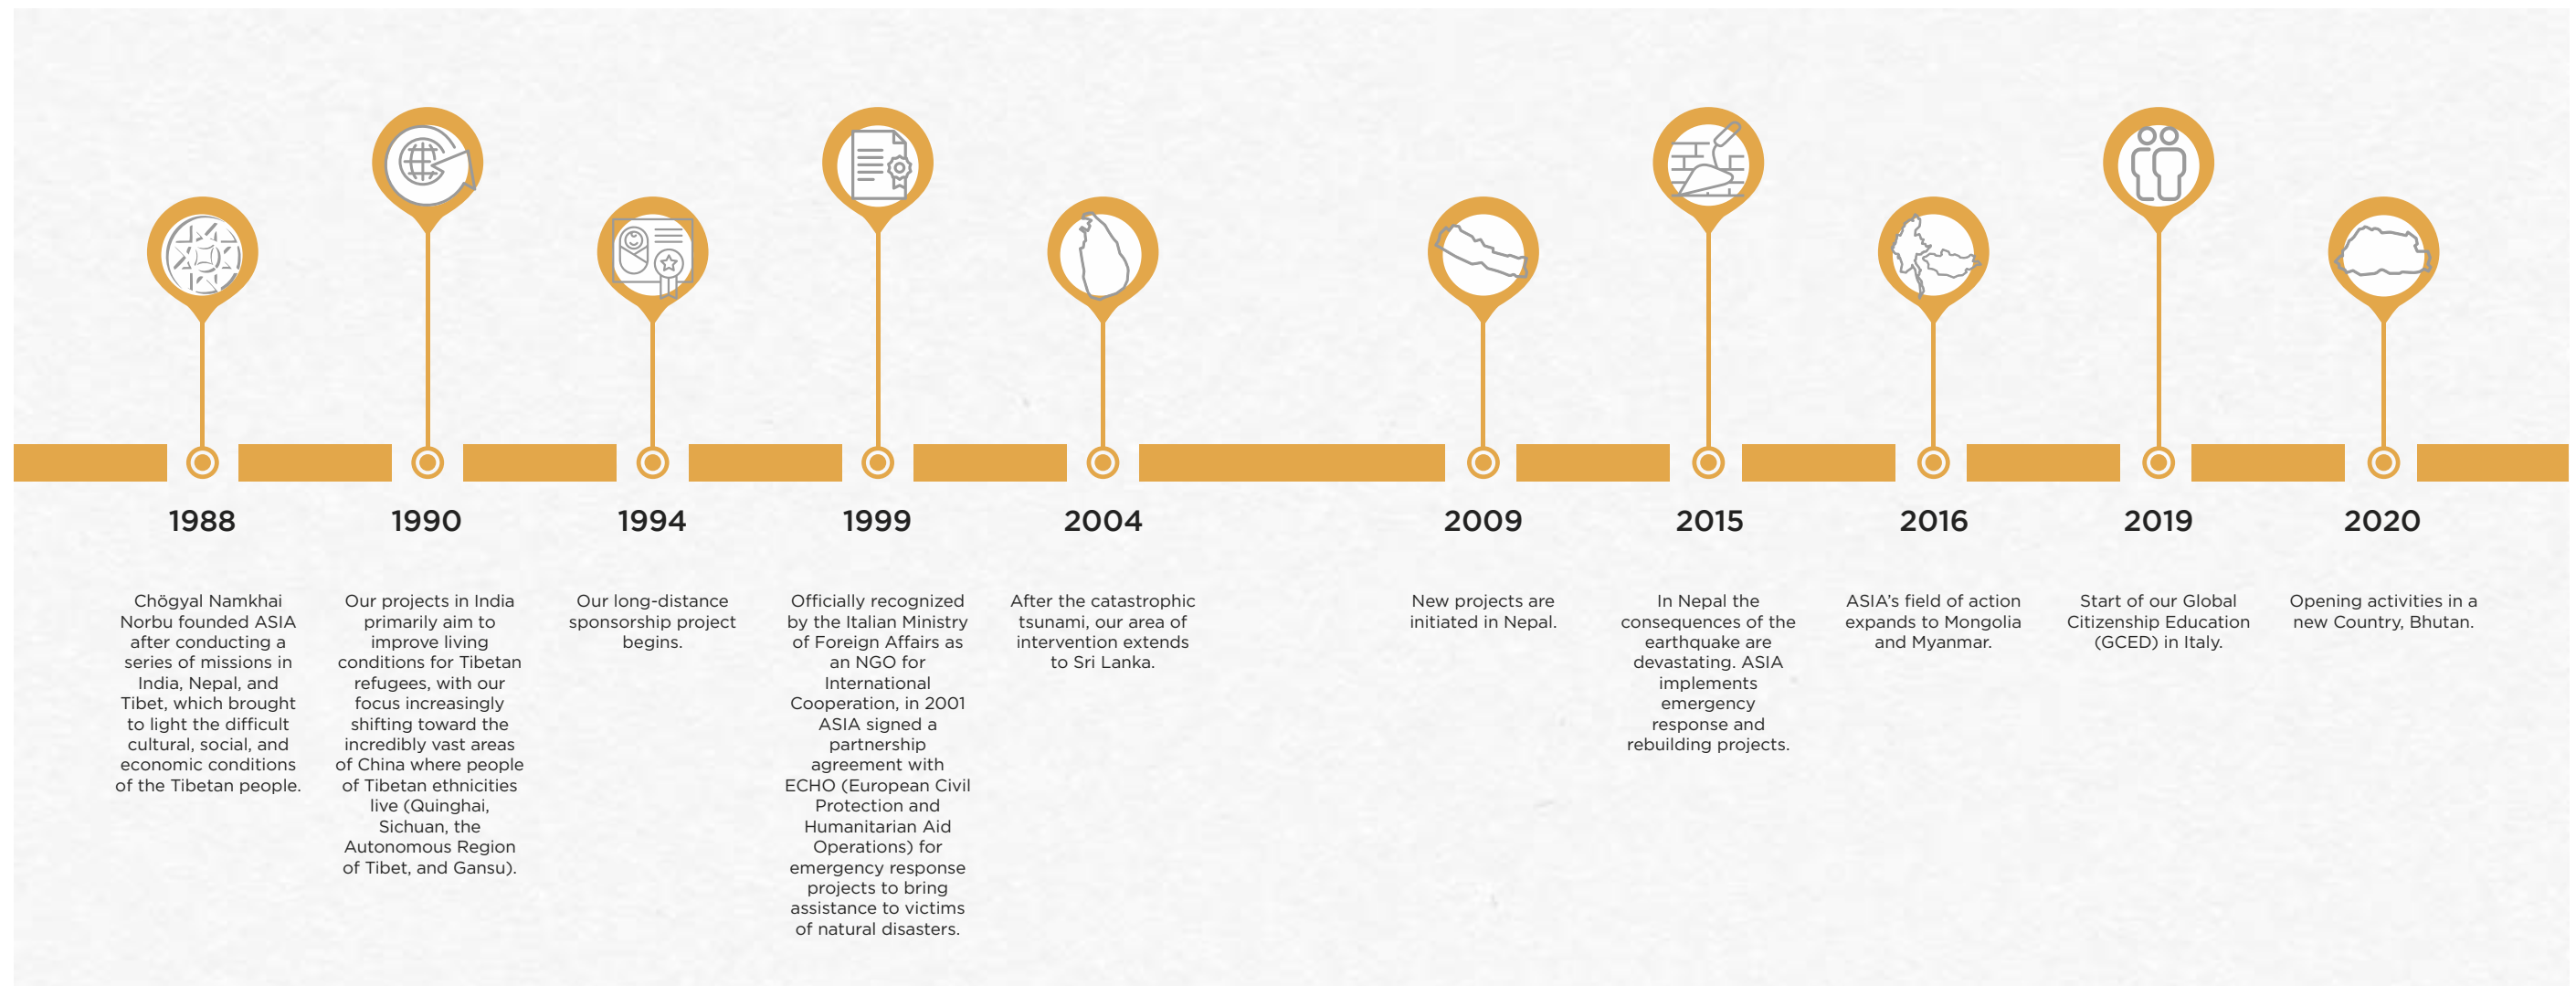 1988
Chögyal Namkhai
Norbu founded ASIA
after conducting a
series of missions in
India, Nepal, and
Tibet, which brought
to light the difficult
cultural, social, and
economic conditions
of the Tibetan people.
1990
Our projects in India
primarily aim to
improve living
conditions for Tibetan
refugees, with our
focus increasingly
shifting toward the
incredibly vast areas
of China where people
of Tibetan ethnicities
live (Quinghai,
Sichuan, the
Autonomous Region
of Tibet, and Gansu).
1994
Our long-distance
sponsorship project
begins.
1999
Officially recognized
by the Italian Ministry
of Foreign Affairs as
an NGO for
International
Cooperation, in 2001
ASIA signed a
partnership
agreement with
ECHO (European Civil
Protection and
Humanitarian Aid
Operations) for
emergency response
projects to bring
assistance to victims
of natural disasters.
2004
After the catastrophic
tsunami, our area of
intervention extends
to Sri Lanka.
2009
New projects are
initiated in Nepal.
2015
In Nepal the
consequences of the
earthquake are
devastating. ASIA
implements
emergency
response and
rebuilding projects.
2016
ASIA’s field of action
expands to Mongolia
and Myanmar.
2019
Start of our Global
Citizenship Education
(GCED) in Italy.
2020
Opening activities in a
new Country, Bhutan.